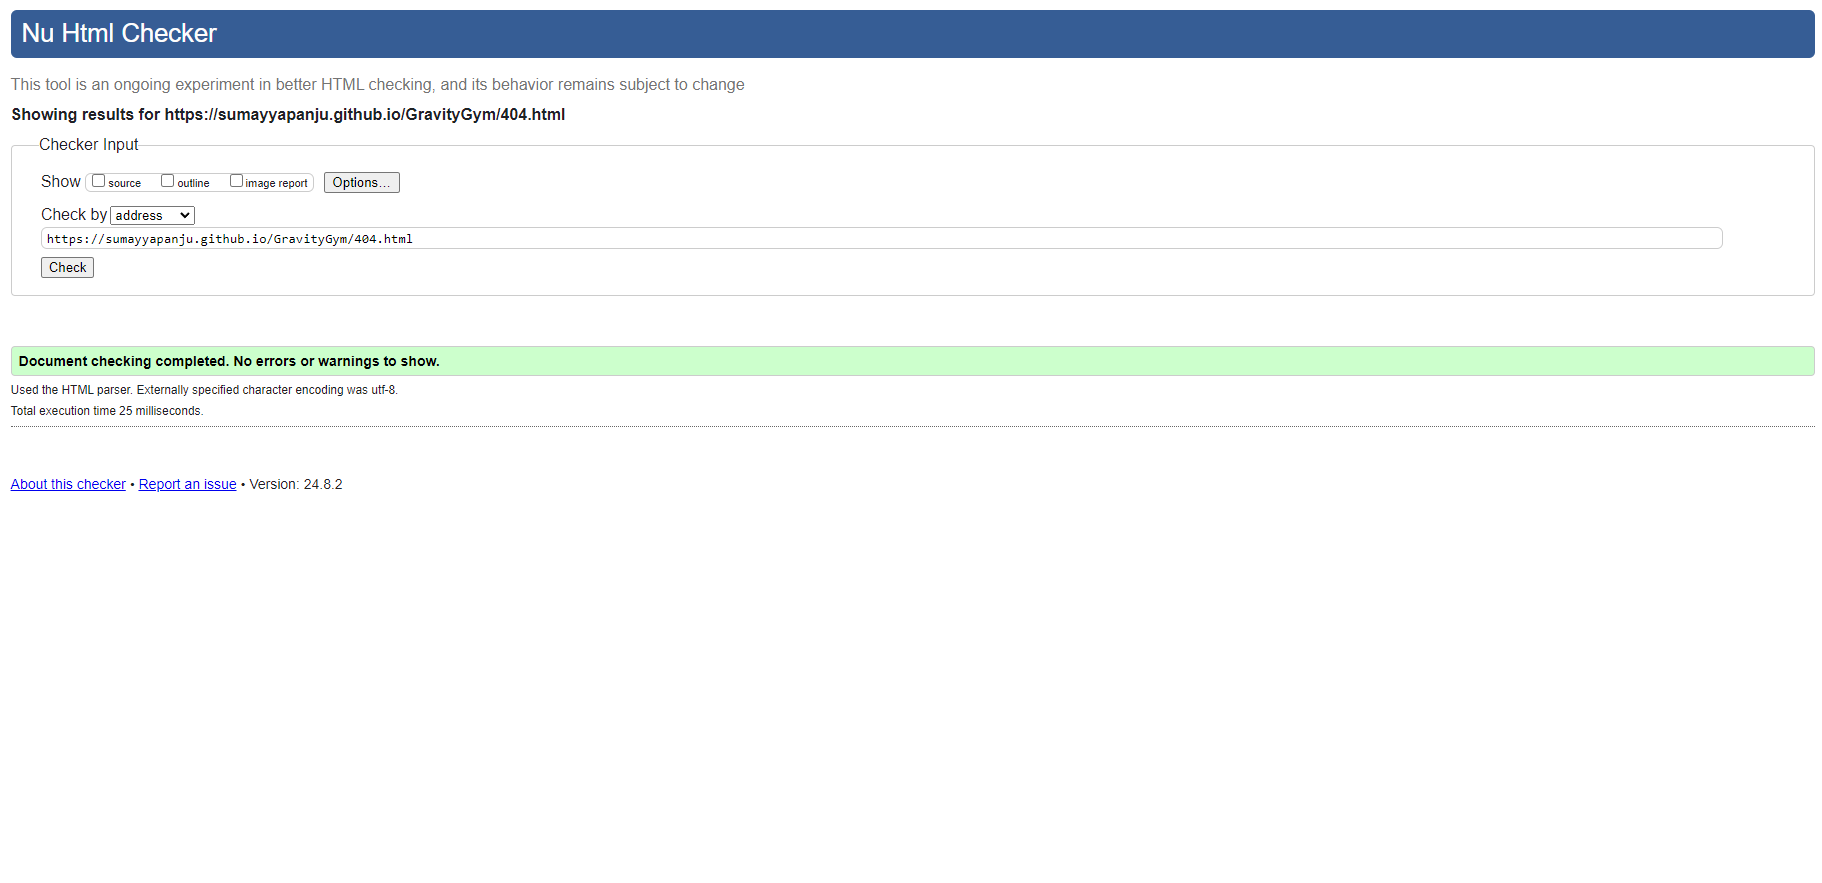 Nu Html Checker
This tool is an ongoing experiment in better HTML checking, and its behavior remains subject to change
Showing results for https://sumayyapanju.github.io/GravityGym/404.html
Checker Input
Show source outline image report Options...
Check by address
https://sumayyapanju.github.io/GravityGym/404.html
Check
Document checking completed. No errors or warnings to show.
Used the HTML parser. Externally specified character encoding was utf-8.
Total execution time 25 milliseconds.
About this checker • Report an issue • Version: 24.8.2